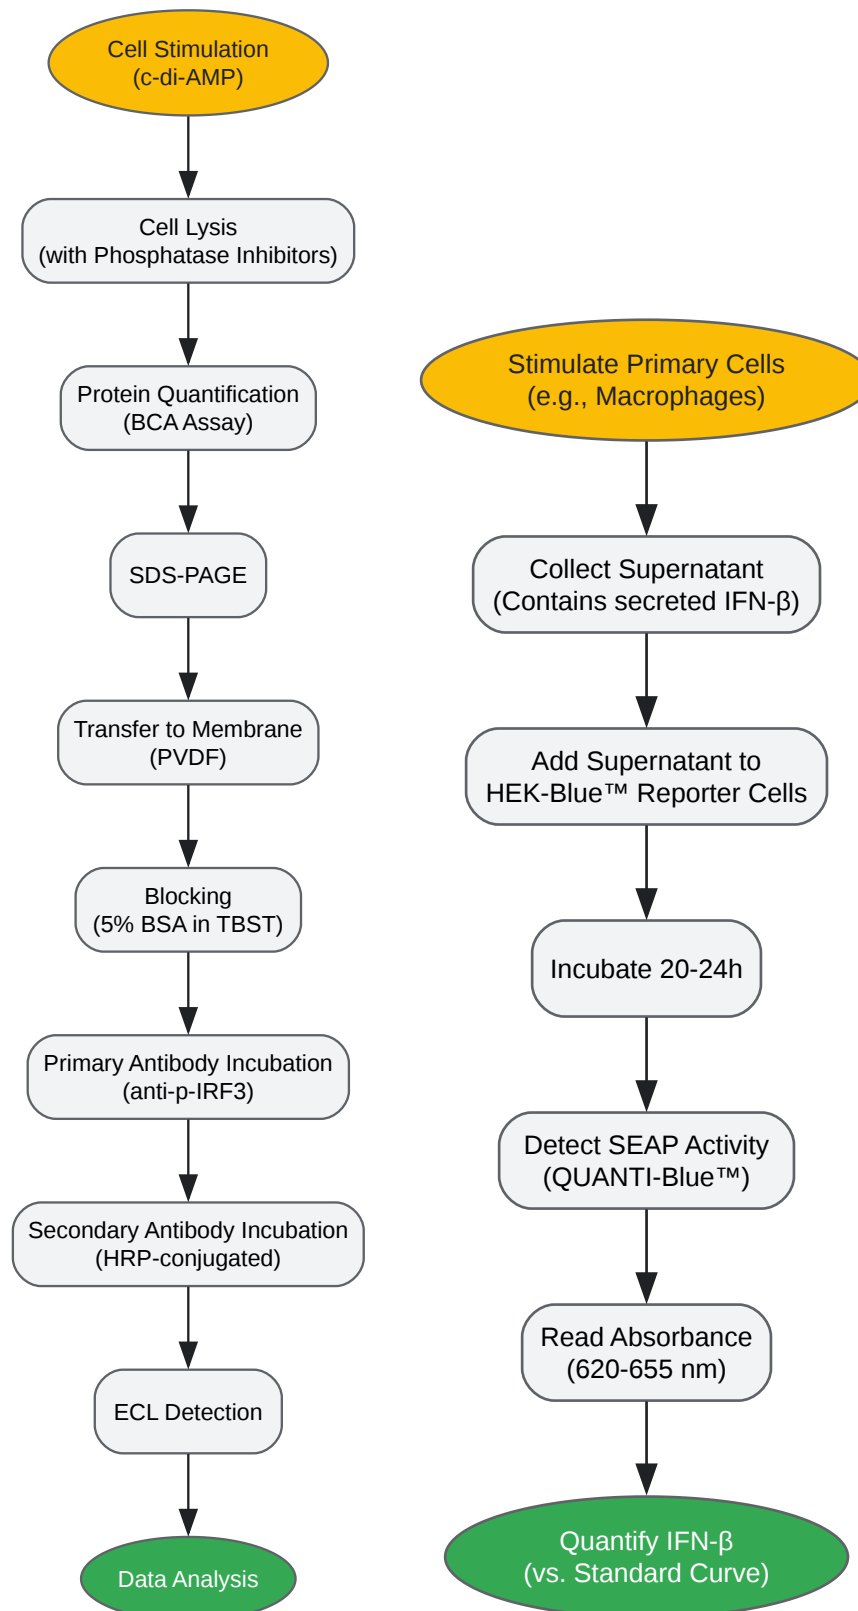 Cell Stimulation
(c-di-AMP)
Cell Lysis
(with Phosphatase Inhibitors)
Protein Quantification
(BCA Assay)
SDS-PAGE
Transfer to Membrane
(PVDF)
Blocking
(5% BSA in TBST)
Primary Antibody Incubation
(anti-p-IRF3)
Secondary Antibody Incubation
(HRP-conjugated)
ECL Detection
Data Analysis
Stimulate Primary Cells
(e.g., Macrophages)
Collect Supernatant
(Contains secreted IFN-β)
Add Supernatant to
HEK-Blue™ Reporter Cells
Incubate 20-24h
Detect SEAP Activity
(QUANTI-Blue™)
Read Absorbance
(620-655 nm)
Quantify IFN-β
(vs. Standard Curve)